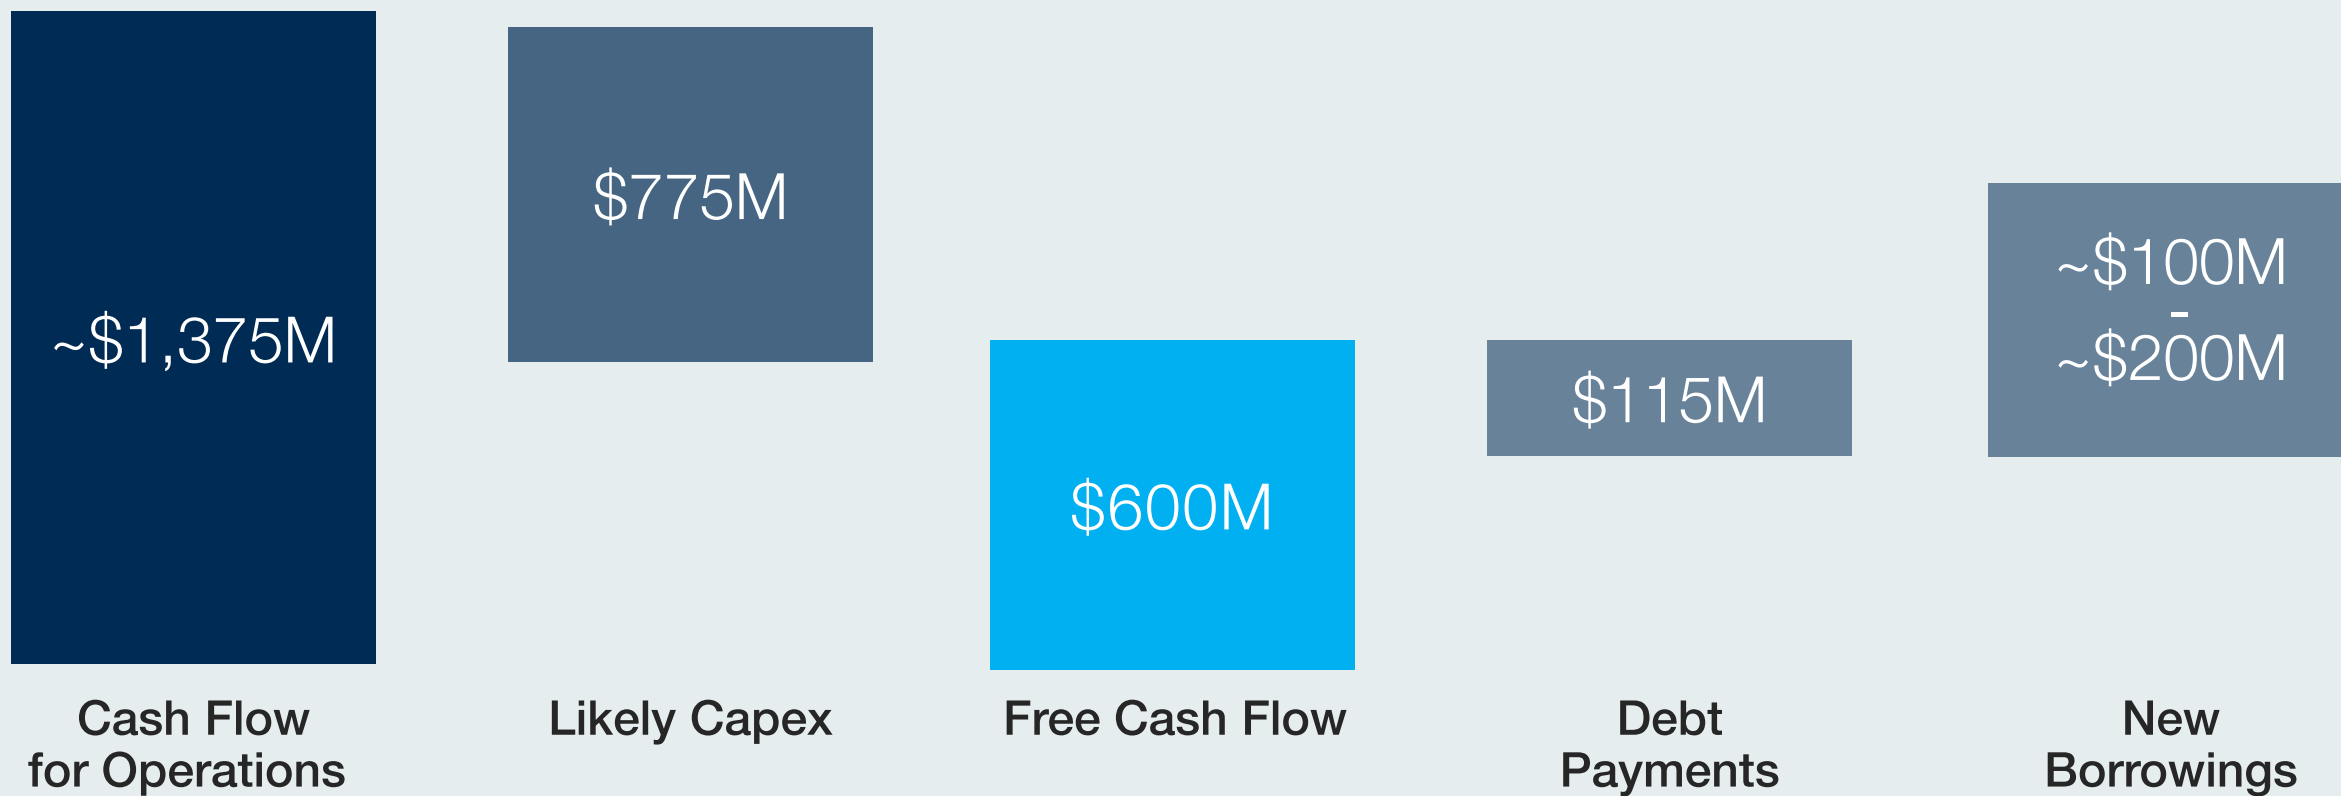 ~$1,375M
Cash Flow
for Operations
$775M
Likely Capex
$600M
Free Cash Flow
$115M
Debt
Payments
~$100M
-
~$200M
New
Borrowings